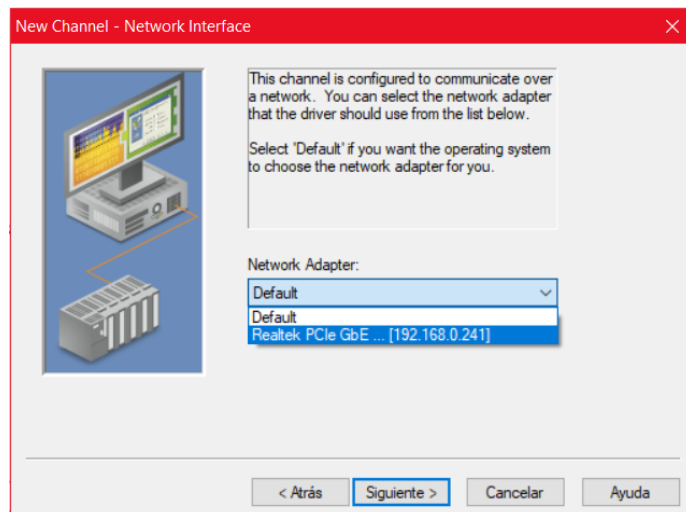 New Channel - Network Interface
This channel is configured to communicate over
a network. You can select the network adapter
that the driver should use from the list below.
Select 'Default' if you want the operating system
to choose the network adapter for you.
Network Adapter:
Default
Default
Realtek PCIe GbE ... [192.168.0.241]
< Atrás
Siguiente >
Cancelar
Ayuda